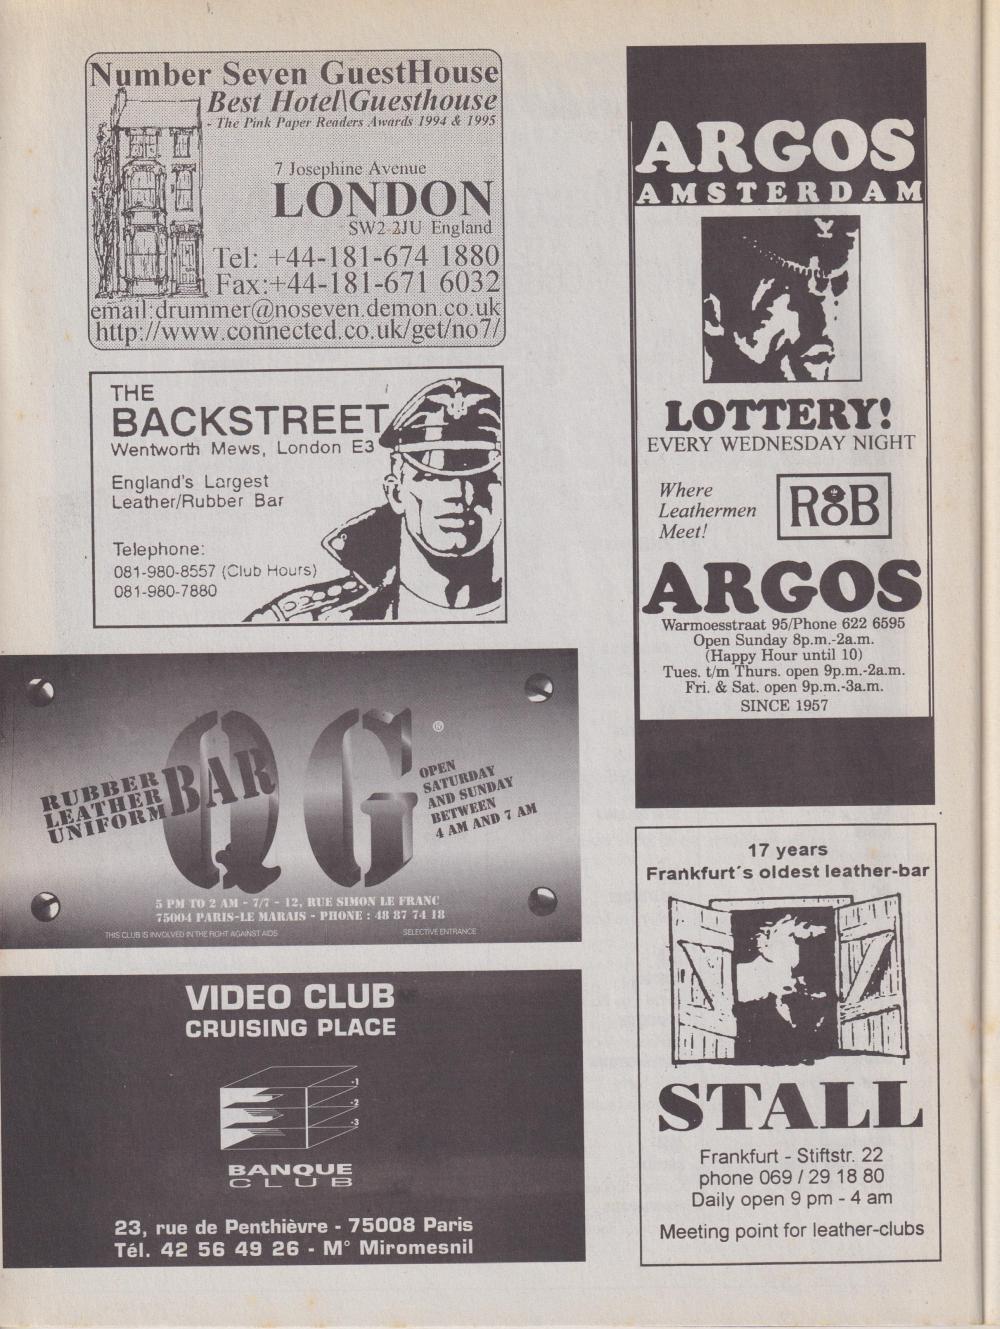 Number Seven GuestHouse
Best Hotel\Guesthouse
- The Pink Paper Readers Awards 1994 & 1995
7 Josephine Avenue
LONDON
SW2 2JU England
Tel: +44-181-674 1880
Fax:+44-181-671 6032
email:drummer@noseven.demon.co.uk
http://www.connected.co.uk/get/no7/
THE
BACKSTREET
Wentworth Mews, London E3
England's Largest
Leather/Rubber Bar
Telephone:
081-980-8557 (Club Hours)
081-980-7880
RUBBER
LEATHER
UNIFORM
BAR
QG®
OPEN
SATURDAY
AND SUNDAY
BETWEEN
4 AM AND 7 AM
5 PM TO 2 AM - 7/7 - 12, RUE SIMON LE FRANC
75004 PARIS-LE MARAIS - PHONE : 48 87 74 18
THIS CLUB IS INVOLVED IN THE FIGHT AGAINST AIDS
SELECTIVE ENTRANCE
VIDEO CLUB
CRUISING PLACE
-1
-2
-3
BANQUE
CLUB
23, rue de Penthièvre - 75008 Paris
Tél. 42 56 49 26 - M° Miromesnil
ARGOS
AMSTERDAM
LOTTERY!
EVERY WEDNESDAY NIGHT
Where
Leathermen
Meet!
RoB
ARGOS
Warmoesstraat 95/Phone 622 6595
Open Sunday 8p.m.-2a.m.
(Happy Hour until 10)
Tues. t/m Thurs. open 9p.m.-2a.m.
Fri. & Sat. open 9p.m.-3a.m.
SINCE 1957
17 years
Frankfurt´s oldest leather-bar
STALL
Frankfurt - Stiftstr. 22
phone 069 / 29 18 80
Daily open 9 pm - 4 am
Meeting point for leather-clubs